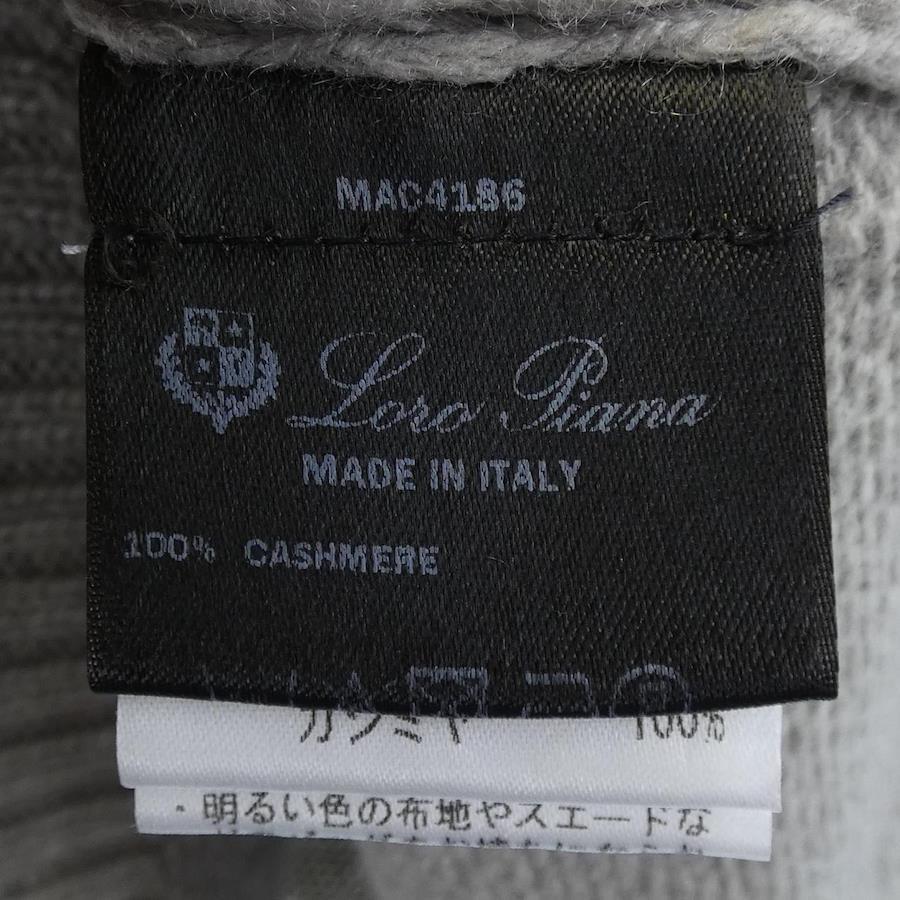 MAC4186
Loro Piana
MADE IN ITALY
100% CASHMERE
カシミヤ 100%
・明るい色の布地やスエードな